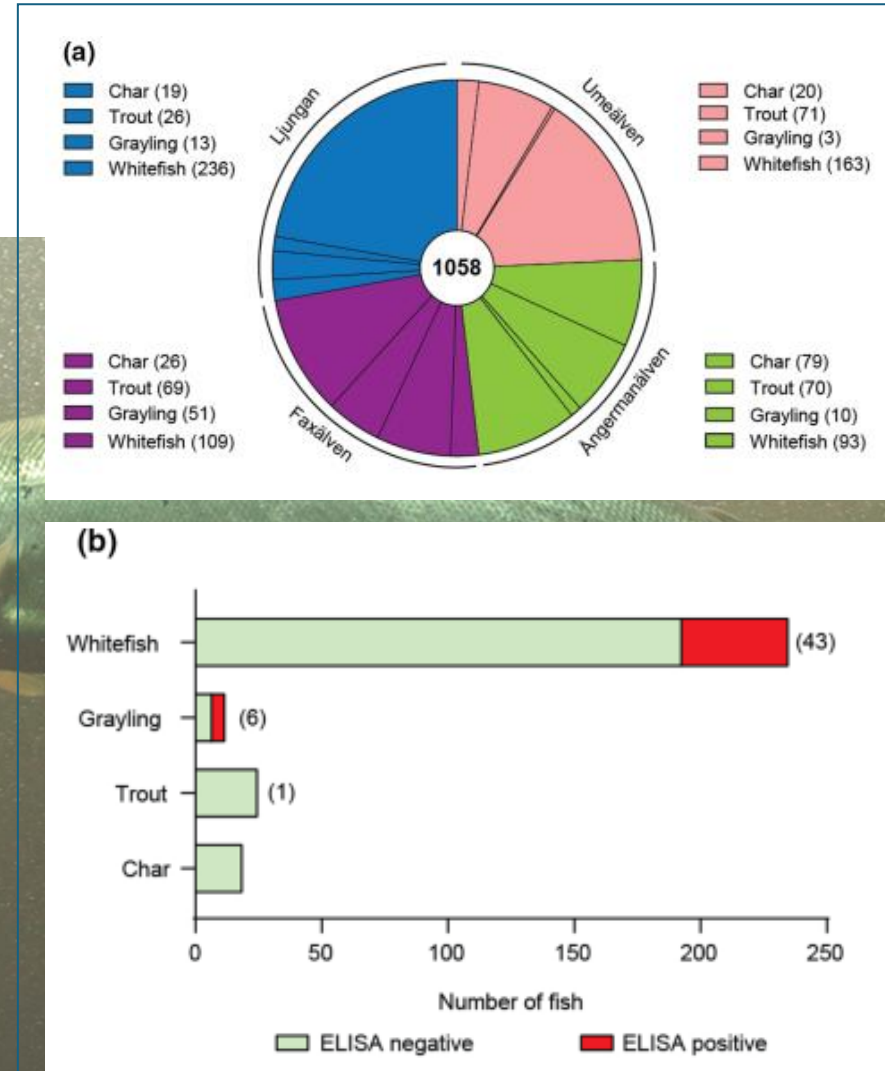 (a)
Ljungan
Umeälven
Char (19)
Trout (26)
Grayling (13)
Whitefish (236)
Char (20)
Trout (71)
Grayling (3)
Whitefish (163)
1058
Char (26)
Trout (69)
Grayling (51)
Whitefish (109)
Faxälven
Ångermanälven
Char (79)
Trout (70)
Grayling (10)
Whitefish (93)
(b)
Whitefish
(43)
Grayling
(6)
Trout
(1)
Char
0 50 100 150 200 250
Number of fish
ELISA negative
ELISA positive